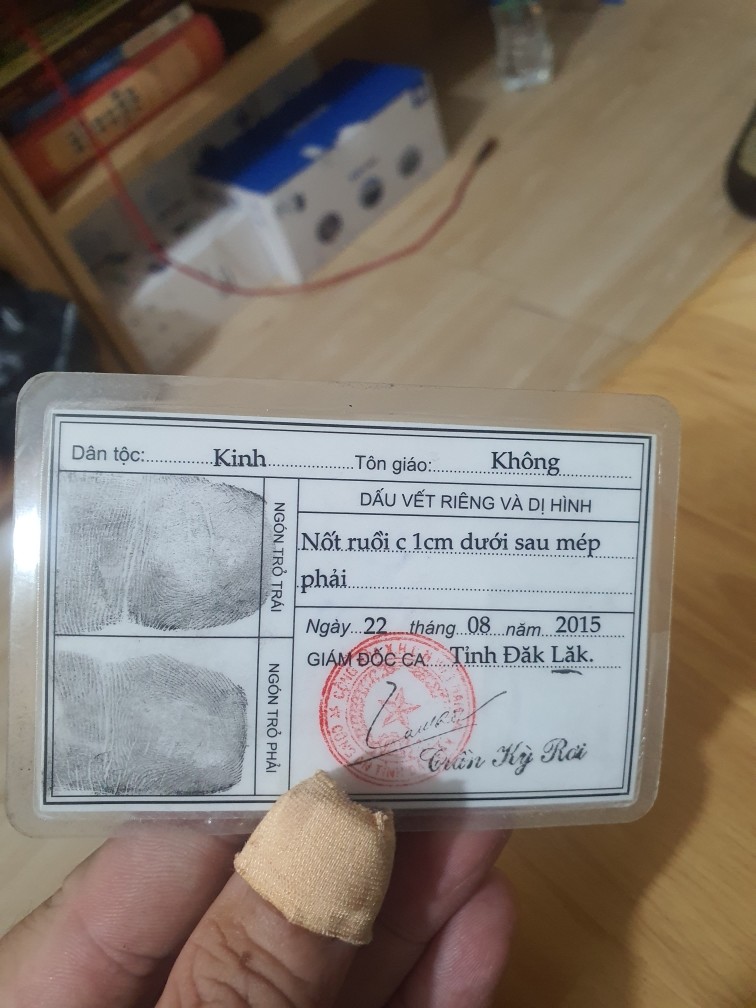 Dân tộc: Kinh Tôn giáo: Không
NGÓN TRỎ TRÁI
DẤU VẾT RIÊNG VÀ DỊ HÌNH
Nốt ruồi c 1cm dưới sau mép
phải
Ngày 22 tháng 08 năm 2015
GIÁM ĐỐC CA Tỉnh Đăk Lăk.
NGÓN TRỎ PHẢI
Trần Kỳ Rơi